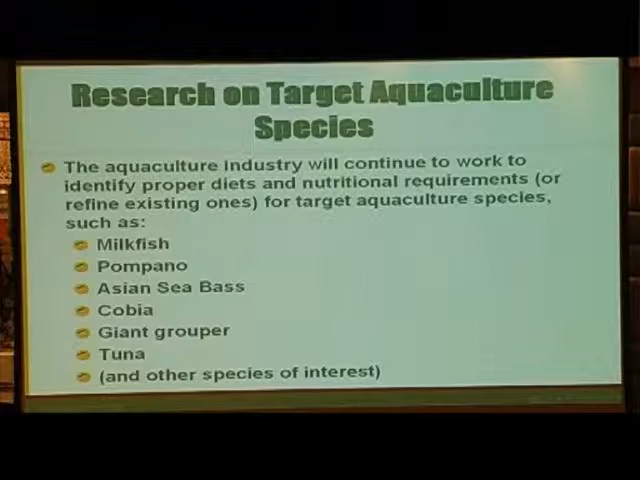 Research on Target Aquaculture
Species
The aquaculture industry will continue to work to
identify proper diets and nutritional requirements (or
refine existing ones) for target aquaculture species,
such as:
Milkfish
Pompano
Asian Sea Bass
Cobia
Giant grouper
Tuna
(and other species of interest)